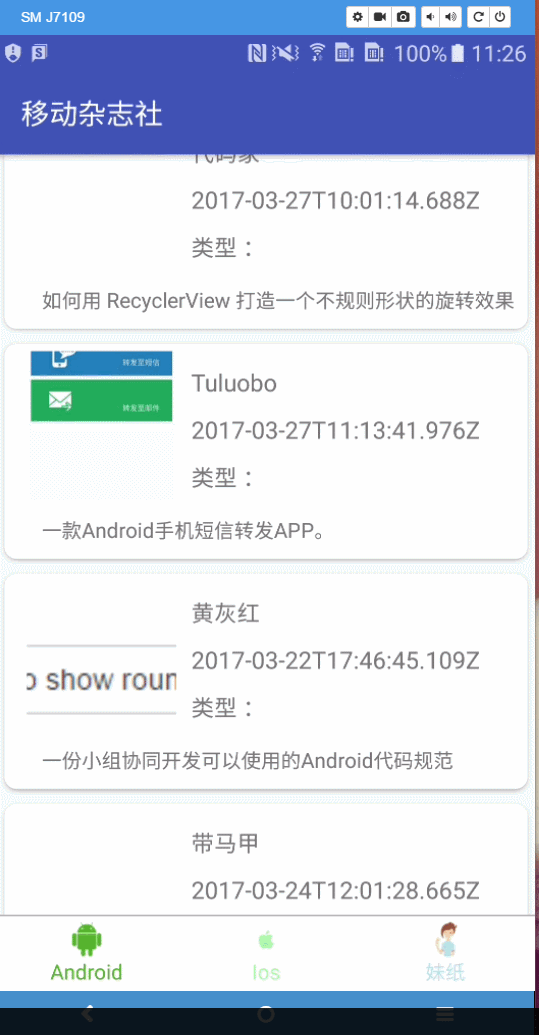 SM J7109
100% 11:26
移动杂志社
代码家
2017-03-27T10:01:14.688Z
类型：
如何用 RecyclerView 打造一个不规则形状的旋转效果
转发至短信
转发至邮件
Tuluobo
2017-03-27T11:13:41.976Z
类型：
一款Android手机短信转发APP。
黄灰红
o show roun
2017-03-22T17:46:45.109Z
类型：
一份小组协同开发可以使用的Android代码规范
带马甲
2017-03-24T12:01:28.665Z
Android
Ios
妹纸